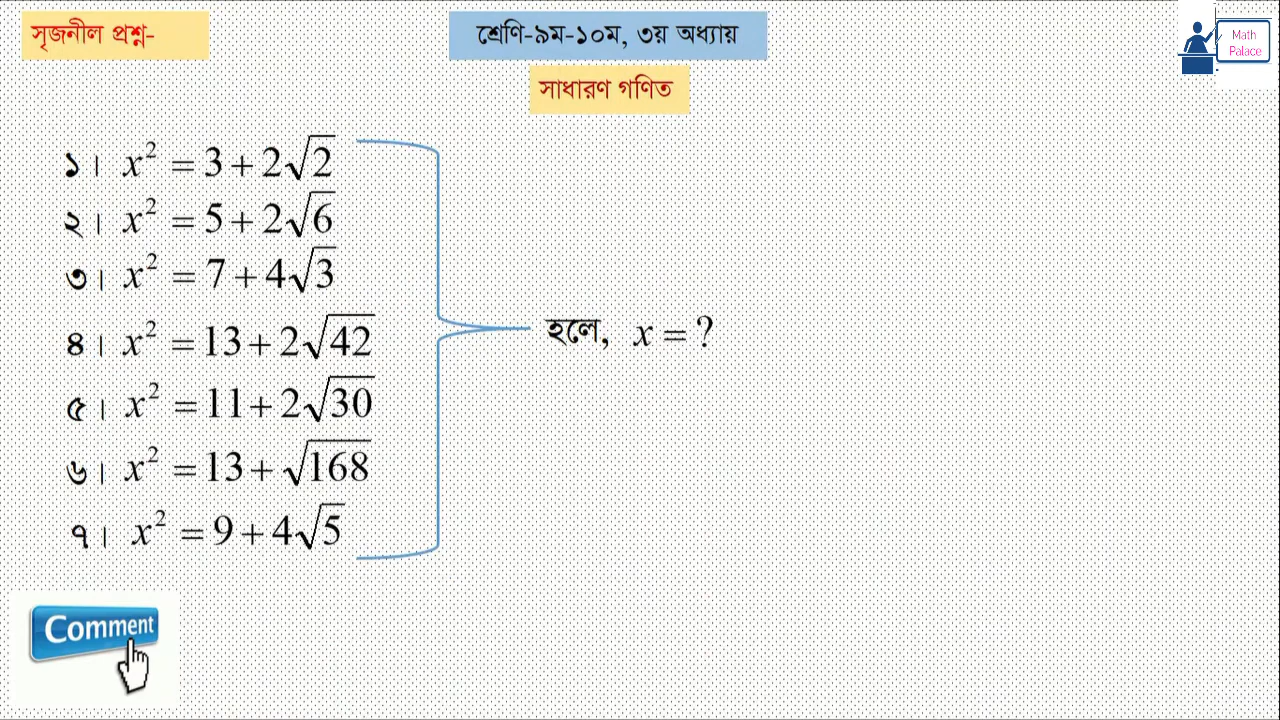 সৃজনীল প্রশ্ন-
শ্রেণি-৯ম-১০ম, ৩য় অধ্যায়
Math
Palace
সাধারণ গণিত
১। x² = 3 + 2√2
২। x² = 5 + 2√6
৩। x² = 7 + 4√3
৪। x² = 13 + 2√42
৫। x² = 11 + 2√30
৬। x² = 13 + √168
৭। x² = 9 + 4√5
হলে, x = ?
Comment